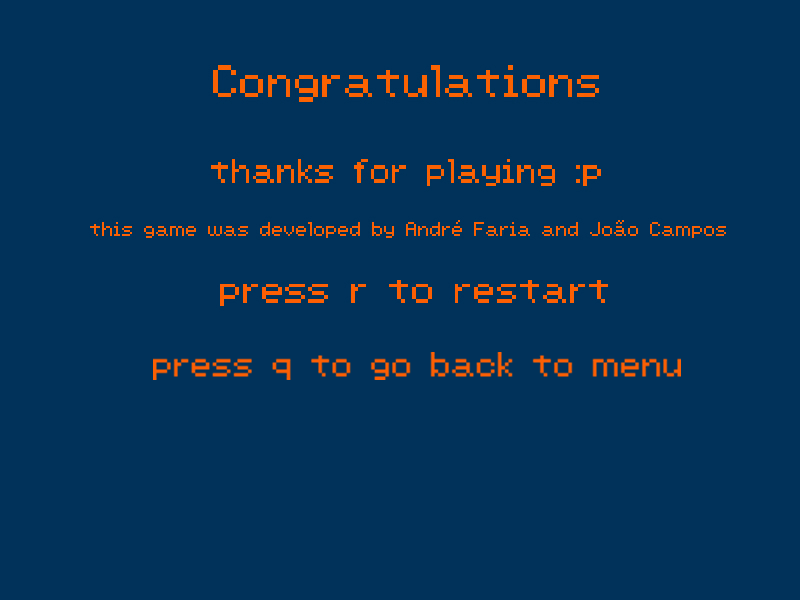 Congratulations
thanks for playing :p
this game was developed by André Faria and João Campos
press r to restart
press q to go back to menu